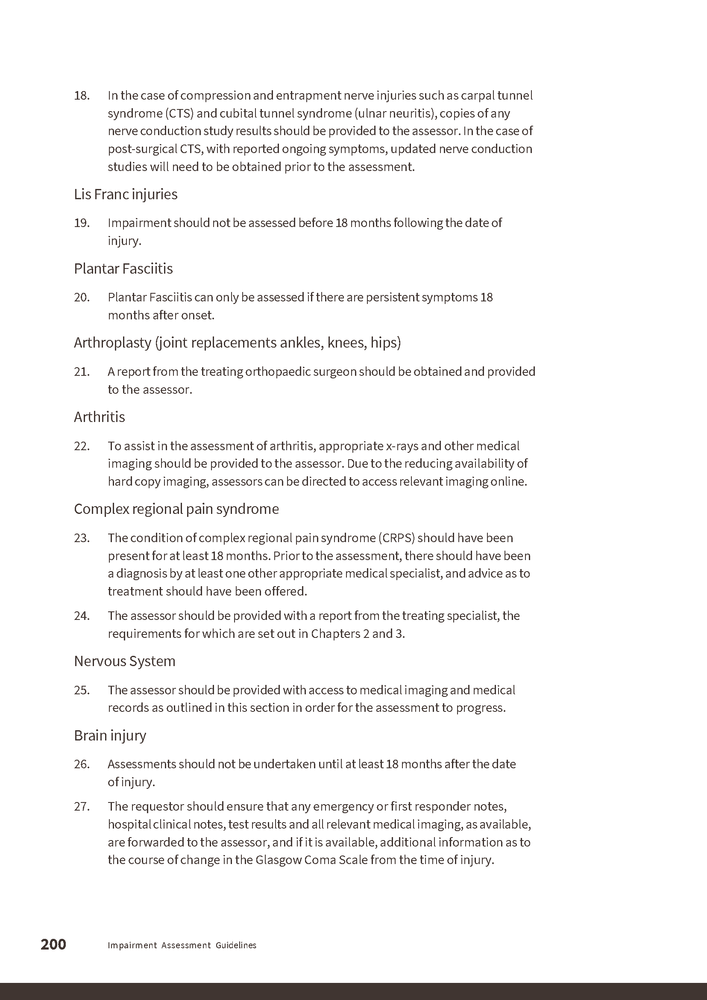 18. In the case of compression and entrapment nerve injuries such as carpal tunnel
syndrome (CTS) and cubital tunnel syndrome (ulnar neuritis), copies of any
nerve conduction study results should be provided to the assessor. In the case of
post-surgical CTS, with reported ongoing symptoms, updated nerve conduction
studies will need to be obtained prior to the assessment.
Lis Franc injuries
19. Impairment should not be assessed before 18 months following the date of
injury.
Plantar Fasciitis
20. Plantar Fasciitis can only be assessed if there are persistent symptoms 18
months after onset.
Arthroplasty (joint replacements ankles, knees, hips)
21. A report from the treating orthopaedic surgeon should be obtained and provided
to the assessor.
Arthritis
22. To assist in the assessment of arthritis, appropriate x-rays and other medical
imaging should be provided to the assessor. Due to the reducing availability of
hard copy imaging, assessors can be directed to access relevant imaging online.
Complex regional pain syndrome
23. The condition of complex regional pain syndrome (CRPS) should have been
present for at least 18 months. Prior to the assessment, there should have been
a diagnosis by at least one other appropriate medical specialist, and advice as to
treatment should have been offered.
24. The assessor should be provided with a report from the treating specialist, the
requirements for which are set out in Chapters 2 and 3.
Nervous System
25. The assessor should be provided with access to medical imaging and medical
records as outlined in this section in order for the assessment to progress.
Brain injury
26. Assessments should not be undertaken until at least 18 months after the date
of injury.
27. The requestor should ensure that any emergency or first responder notes,
hospital clinical notes, test results and all relevant medical imaging, as available,
are forwarded to the assessor, and if it is available, additional information as to
the course of change in the Glasgow Coma Scale from the time of injury.
200 Impairment Assessment Guidelines